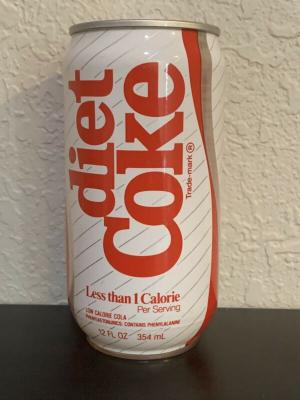 diet
Coke
Trade-mark ®
Less than 1 Calorie
Per Serving
LOW CALORIE COLA
PHENYLKETONURICS: CONTAINS PHENYLALANINE
12 FL OZ 354 mL